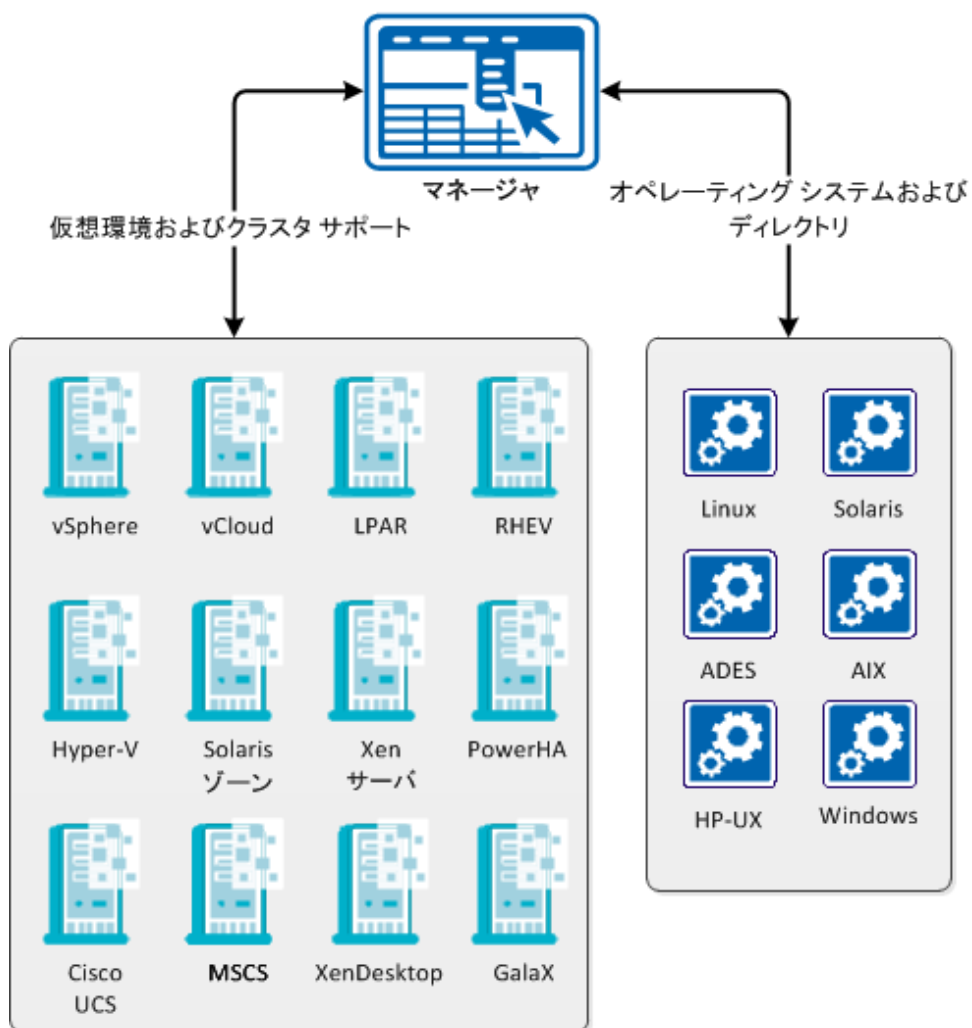 マネージャ
仮想環境およびクラスタ サポート
オペレーティング システムおよび
ディレクトリ
vSphere
vCloud
LPAR
RHEV
Hyper-V
Solaris
ゾーン
Xen
サーバ
PowerHA
Cisco
UCS
MSCS
XenDesktop
GalaX
Linux
Solaris
ADES
AIX
HP-UX
Windows